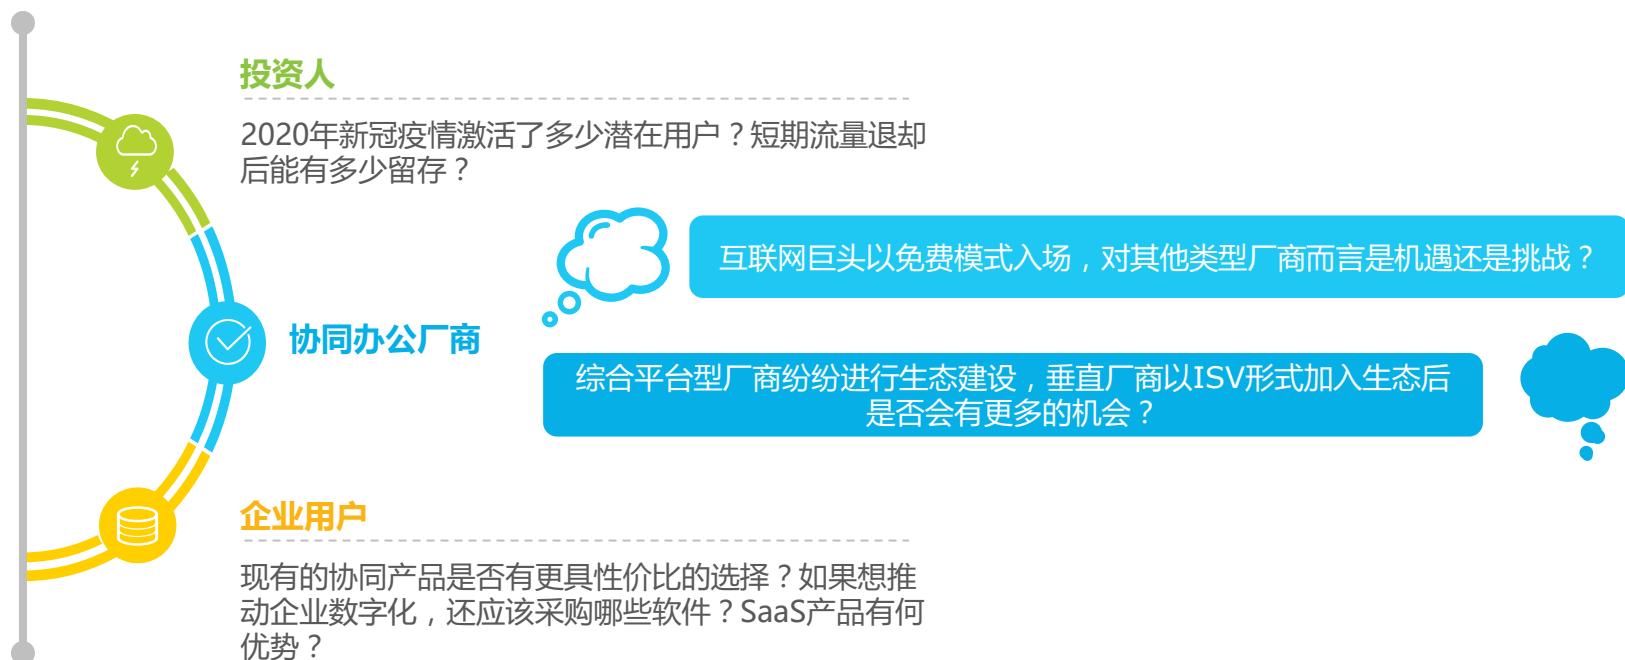 投资人
2020年新冠疫情激活了多少潜在用户？短期流量退却
后能有多少留存？
互联网巨头以免费模式入场，对其他类型厂商而言是机遇还是挑战？
协同办公厂商
综合平台型厂商纷纷进行生态建设，垂直厂商以ISV形式加入生态后
是否会有更多的机会？
企业用户
现有的协同产品是否有更具性价比的选择？如果想推
动企业数字化，还应该采购哪些软件？SaaS产品有何
优势？